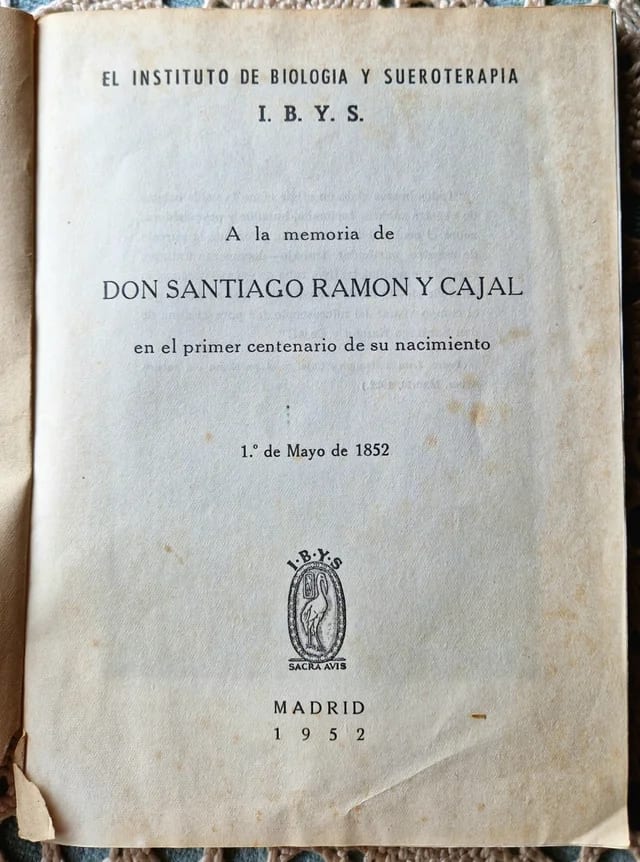 EL INSTITUTO DE BIOLOGIA Y SUEROTERAPIA
I. B. Y. S.
A la memoria de
DON SANTIAGO RAMON Y CAJAL
en el primer centenario de su nacimiento
1.º de Mayo de 1852
I·B·Y·S
SACRA AVIS
MADRID
1952